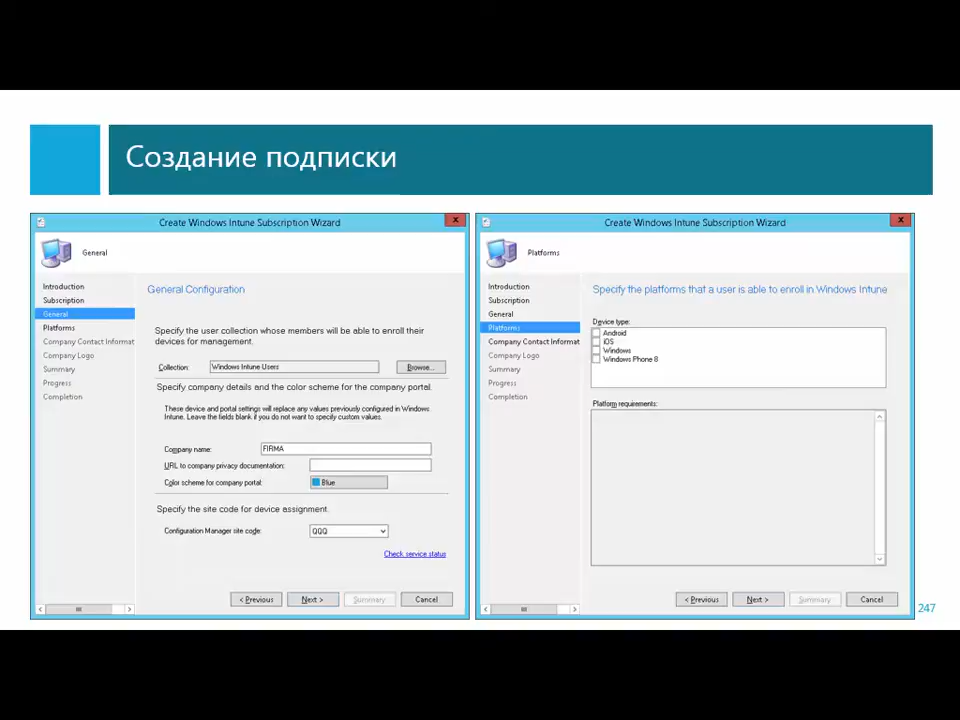 Создание подписки
Create Windows Intune Subscription Wizard
x
General
Introduction
Subscription
General
Platforms
Company Contact Informat
Company Logo
Summary
Progress
Completion
General Configuration
Specify the user collection whose members will be able to enroll their
devices for management.
Collection:
Windows Intune Users
Browse...
Specify company details and the color scheme for the company portal.
These device and portal settings will replace any values previously configured in Windows
Intune. Leave the fields blank if you do not want to specify custom values.
Company name:
FIRMA
URL to company privacy documentation:
Color scheme for company portal:
Blue
Specify the site code for device assignment.
Configuration Manager site code:
QQQ
Check service status
< Previous
Next >
Summary
Cancel
Create Windows Intune Subscription Wizard
x
Platforms
Introduction
Subscription
General
Platforms
Company Contact Informat
Company Logo
Summary
Progress
Completion
Specify the platforms that a user is able to enroll in Windows Intune
Device type:
Android
iOS
Windows
Windows Phone 8
Platform requirements:
< Previous
Next >
Summary
Cancel
247